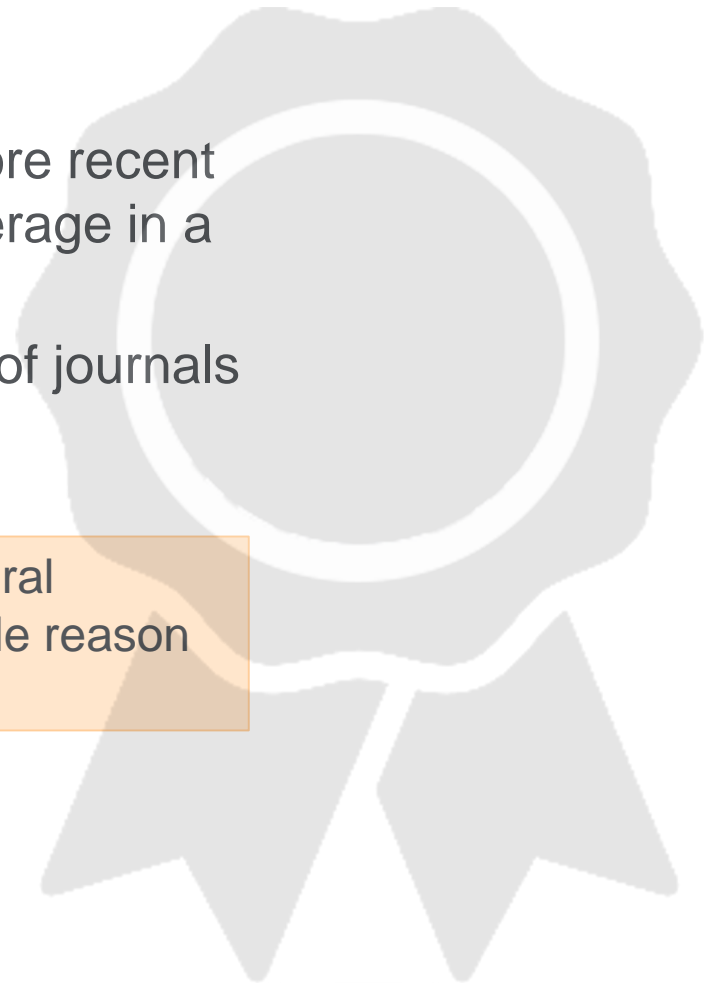 ore recent
erage in a
of journals
ral
le reason